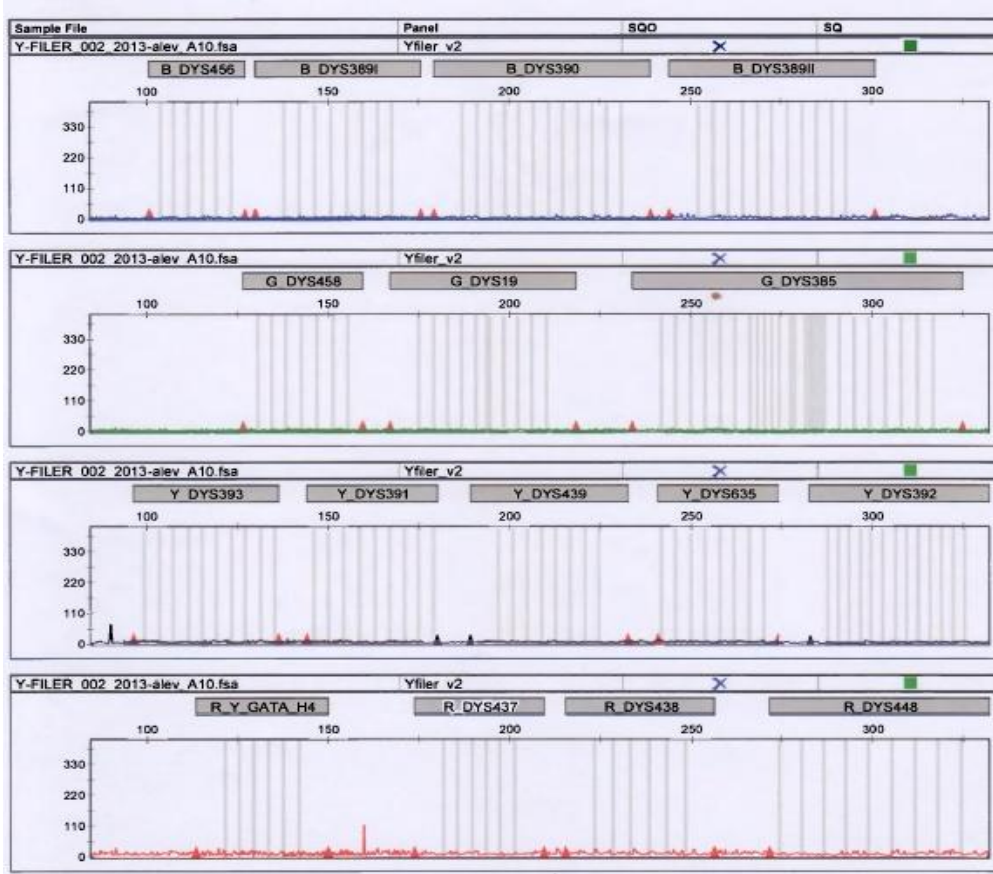 Sample File Panel SQO SQ
Y-FILER_002_2013-alev_A10.fsa Yfiler_v2
B_DYS456 B_DYS389I B_DYS390 B_DYS389II
100 150 200 250 300
330
220
110
0
Y-FILER_002_2013-alev_A10.fsa Yfiler_v2
G_DYS458 G_DYS19 G_DYS385
100 150 200 250 300
330
220
110
0
Y-FILER_002_2013-alev_A10.fsa Yfiler_v2
Y_DYS393 Y_DYS391 Y_DYS439 Y_DYS635 Y_DYS392
100 150 200 250 300
330
220
110
0
Y-FILER_002_2013-alev_A10.fsa Yfiler_v2
R_Y_GATA_H4 R_DYS437 R_DYS438 R_DYS448
100 150 200 250 300
330
220
110
0